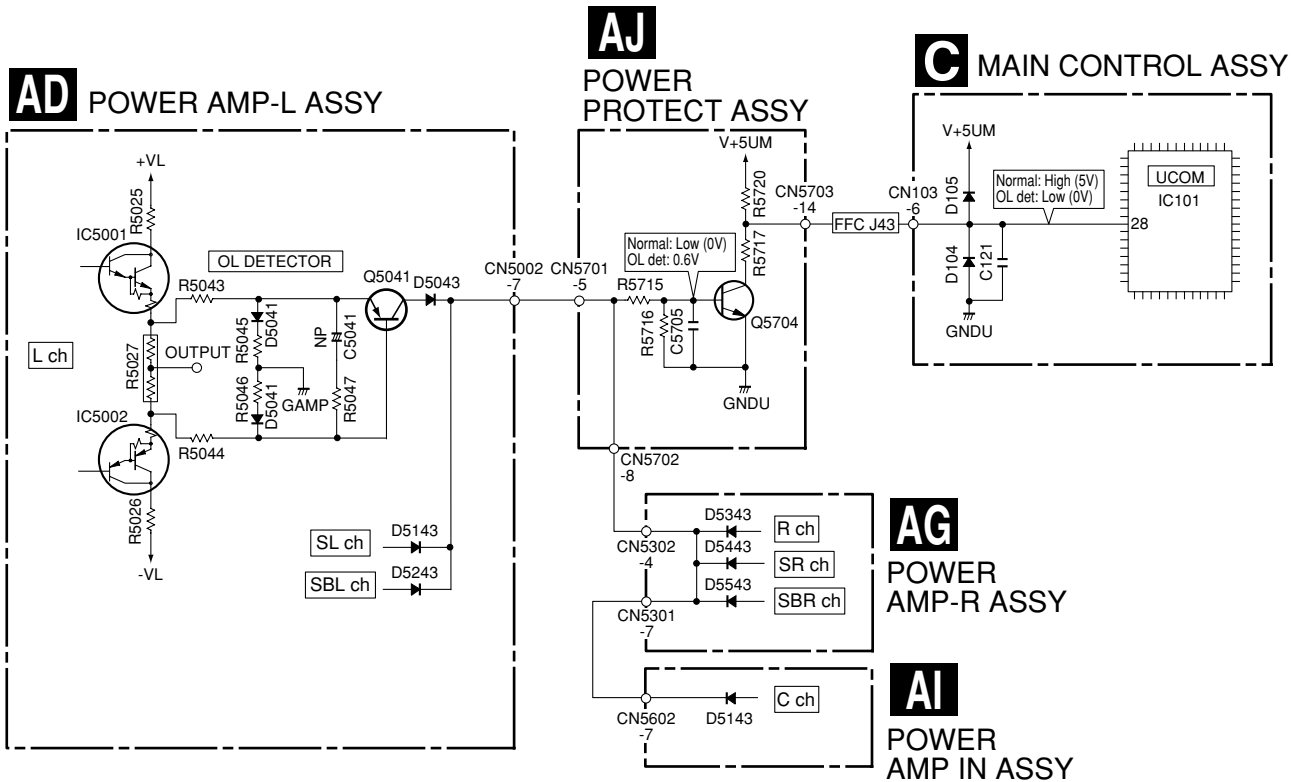 AD POWER AMP-L ASSY
+VL
R5025
IC5001
OL DETECTOR
R5043
Q5041
D5043
CN5002
-7
R5045
D5041
NP
C5041
L ch
R5027
OUTPUT
R5046
D5041
GAMP
R5047
IC5002
R5044
R5026
-VL
SL ch
D5143
SBL ch
D5243
AJ
POWER
PROTECT ASSY
V+5UM
R5720
CN5703
-14
CN5701
-5
Normal: Low (0V)
OL det: 0.6V
R5717
R5715
R5716
C5705
Q5704
GNDU
CN5702
-8
FFC J43
C MAIN CONTROL ASSY
V+5UM
D105
CN103
-6
Normal: High (5V)
OL det: Low (0V)
UCOM
IC101
28
D104
C121
GNDU
CN5302
-4
D5343
R ch
D5443
SR ch
D5543
SBR ch
CN5301
-7
AG
POWER
AMP-R ASSY
CN5602
-7
D5143
C ch
AI
POWER
AMP IN ASSY